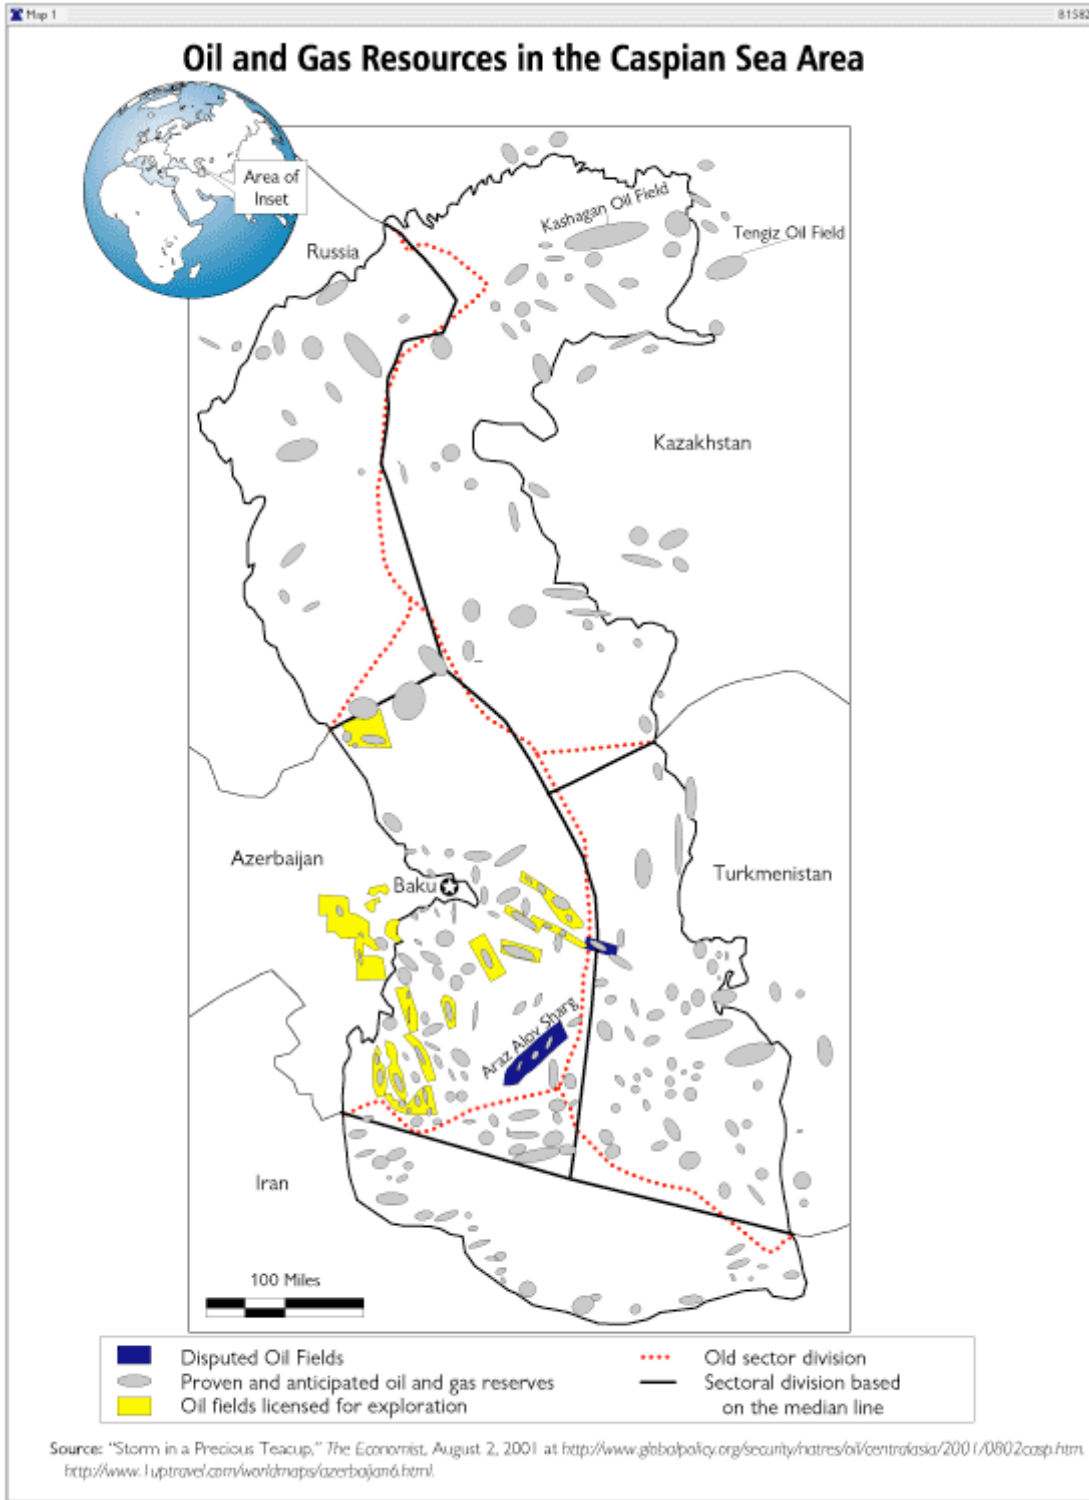 Map 1
B1582
Oil and Gas Resources in the Caspian Sea Area
Area of
Inset
Russia
Kashagan Oil Field
Tengiz Oil Field
Kazakhstan
Azerbaijan
Baku
Turkmenistan
Araz Alov Sharg
Iran
100 Miles
Disputed Oil Fields
Proven and anticipated oil and gas reserves
Oil fields licensed for exploration
Old sector division
Sectoral division based
on the median line
Source: "Storm in a Precious Teacup," The Economist, August 2, 2001 at http://www.globalpolicy.org/security/natres/oil/centralasia/2001/0802casp.htm
http://www.1uptravel.com/worldmaps/azerbaijan6.html.